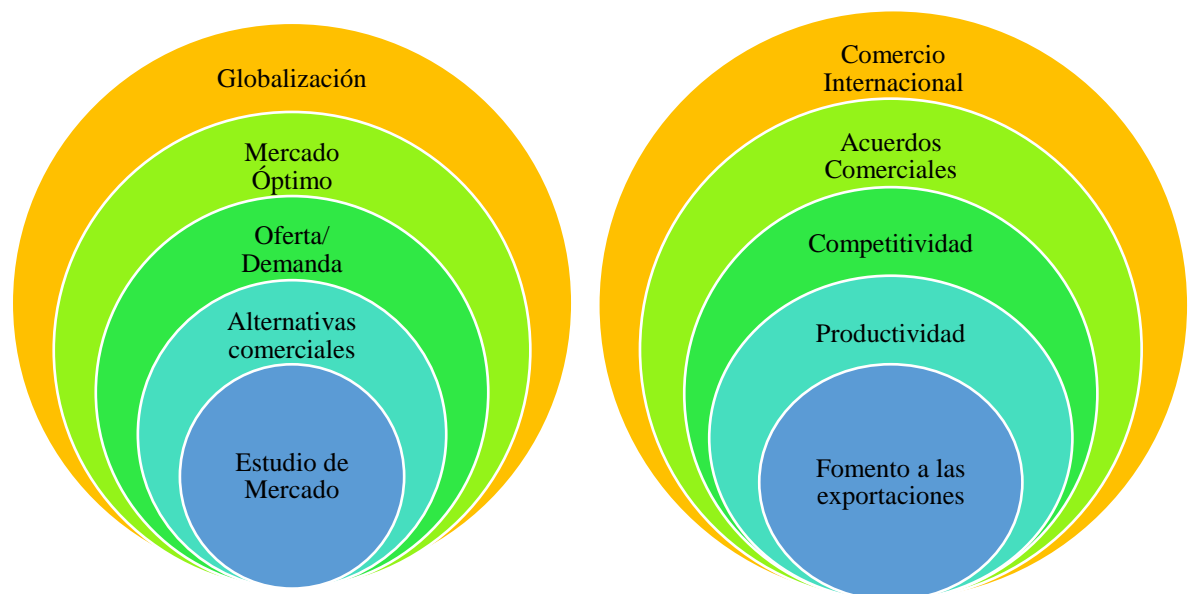 Globalización
Mercado
Óptimo
Oferta/
Demanda
Alternativas
comerciales
Estudio de
Mercado
Comercio
Internacional
Acuerdos
Comerciales
Competitividad
Productividad
Fomento a las
exportaciones